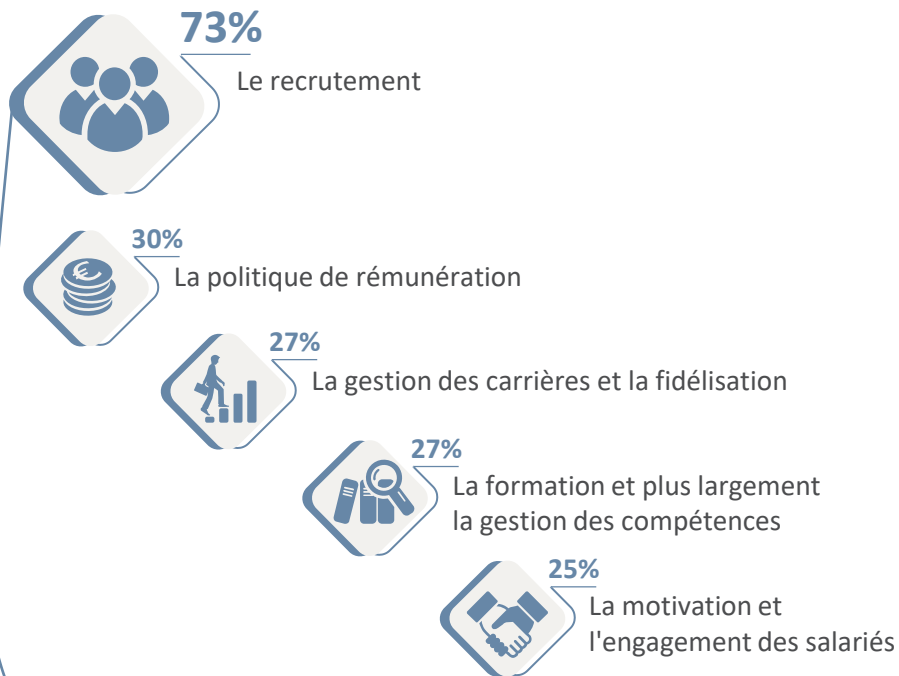 73%
Le recrutement
30%
La politique de rémunération
27%
La gestion des carrières et la fidélisation
27%
La formation et plus largement
la gestion des compétences
25%
La motivation et
l'engagement des salariés